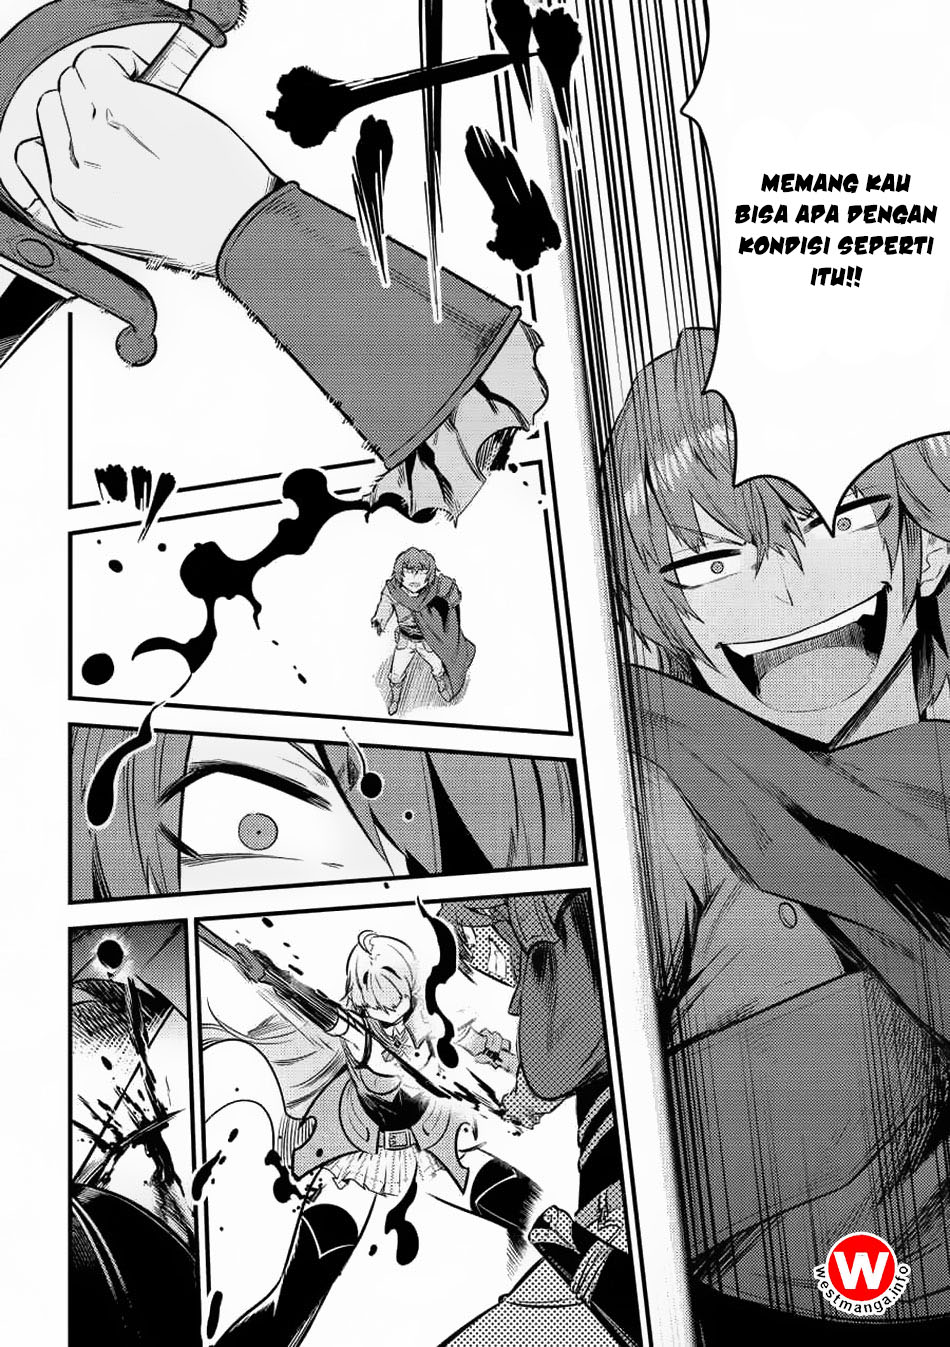 MEMANG KAU
BISA APA DENGAN
KONDISI SEPERTI
ITU!!
W
westmanga.info